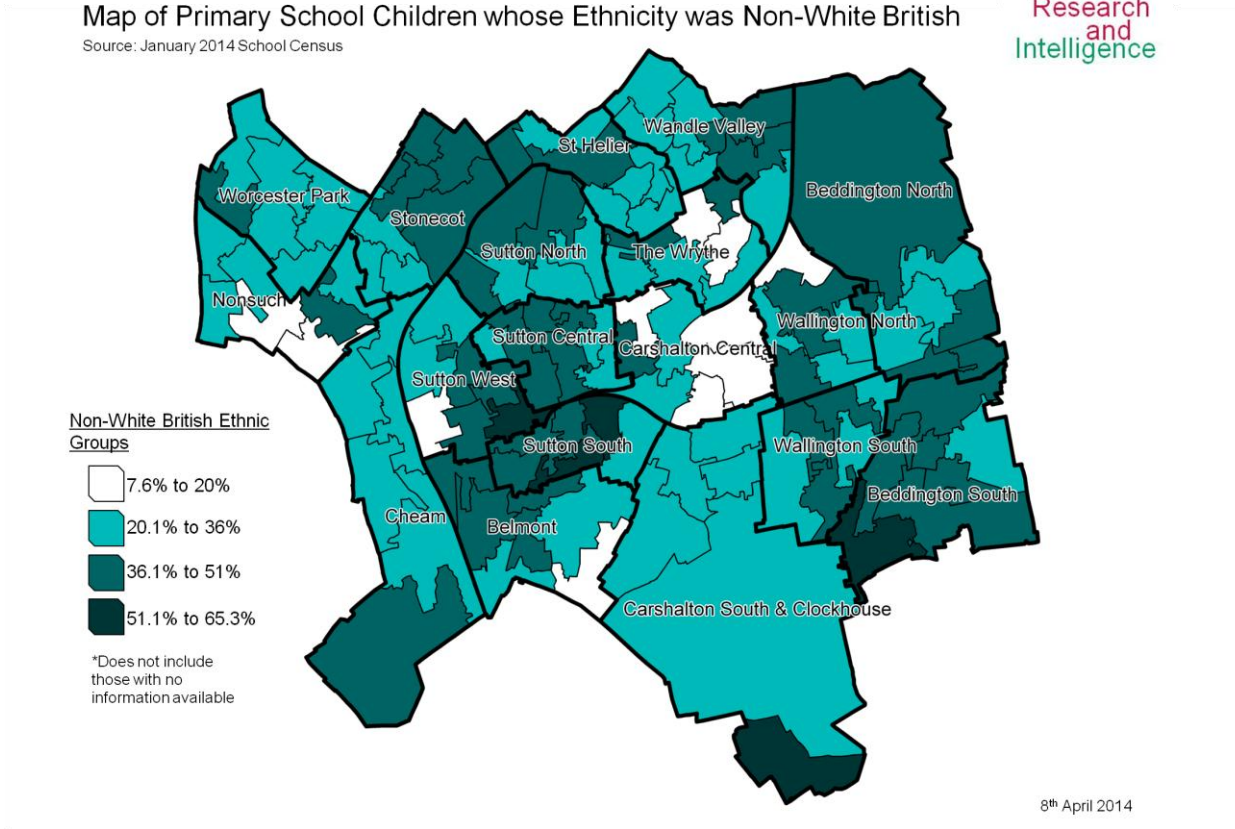 Map of Primary School Children whose Ethnicity was Non-White British
Source: January 2014 School Census
Research
and
Intelligence
Wandle Valley
St Helier
Beddington North
Worcester Park
Stonecot
Sutton North
The Wrythe
Nonsuch
Wallington North
Sutton Central
Carshalton Central
Sutton West
Sutton South
Wallington South
Beddington South
Cheam
Belmont
Carshalton South & Clockhouse
Non-White British Ethnic
Groups
7.6% to 20%
20.1% to 36%
36.1% to 51%
51.1% to 65.3%
*Does not include
those with no
information available
8th April 2014